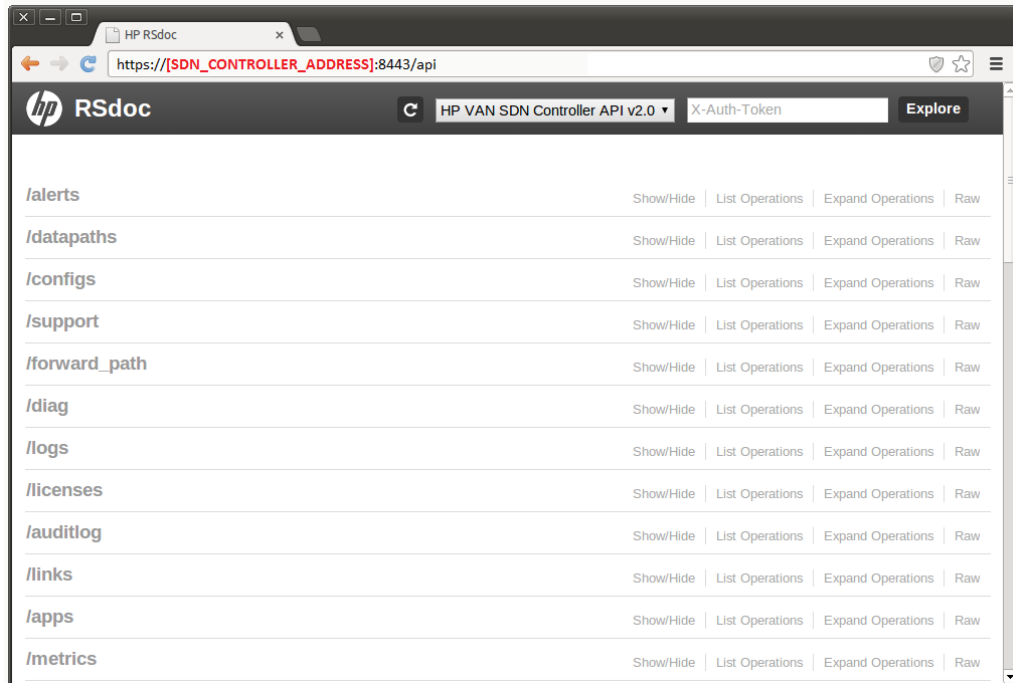 HP RSdoc
https://[SDN_CONTROLLER_ADDRESS]:8443/api
hp RSdoc HP VAN SDN Controller API v2.0 X-Auth-Token Explore
/alerts Show/Hide List Operations Expand Operations Raw
/datapaths Show/Hide List Operations Expand Operations Raw
/configs Show/Hide List Operations Expand Operations Raw
/support Show/Hide List Operations Expand Operations Raw
/forward_path Show/Hide List Operations Expand Operations Raw
/diag Show/Hide List Operations Expand Operations Raw
/logs Show/Hide List Operations Expand Operations Raw
/licenses Show/Hide List Operations Expand Operations Raw
/auditlog Show/Hide List Operations Expand Operations Raw
/links Show/Hide List Operations Expand Operations Raw
/apps Show/Hide List Operations Expand Operations Raw
/metrics Show/Hide List Operations Expand Operations Raw